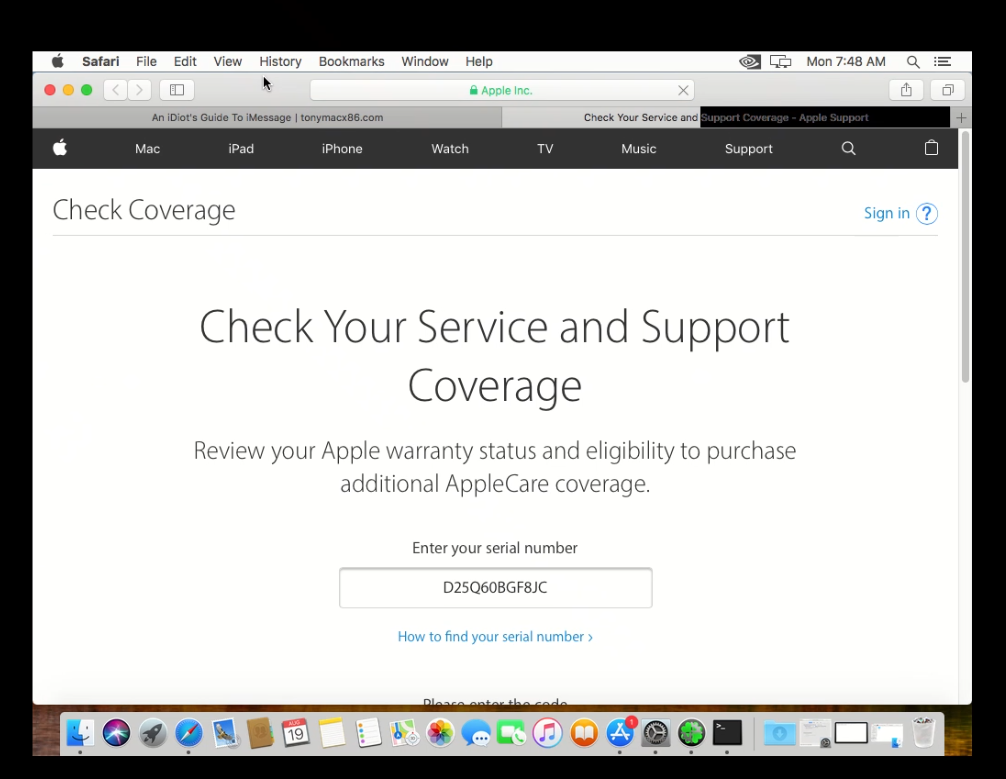 Safari File Edit View History Bookmarks Window Help Mon 7:48 AM
Apple Inc.
An iDiot's Guide To iMessage | tonymacx86.com
Check Your Service and Support Coverage - Apple Support
Mac iPad iPhone Watch TV Music Support
Check Coverage
Sign in ?
Check Your Service and Support
Coverage
Review your Apple warranty status and eligibility to purchase
additional AppleCare coverage.
Enter your serial number
D25Q60BGF8JC
How to find your serial number ›
Please enter the code
AUG
19
1